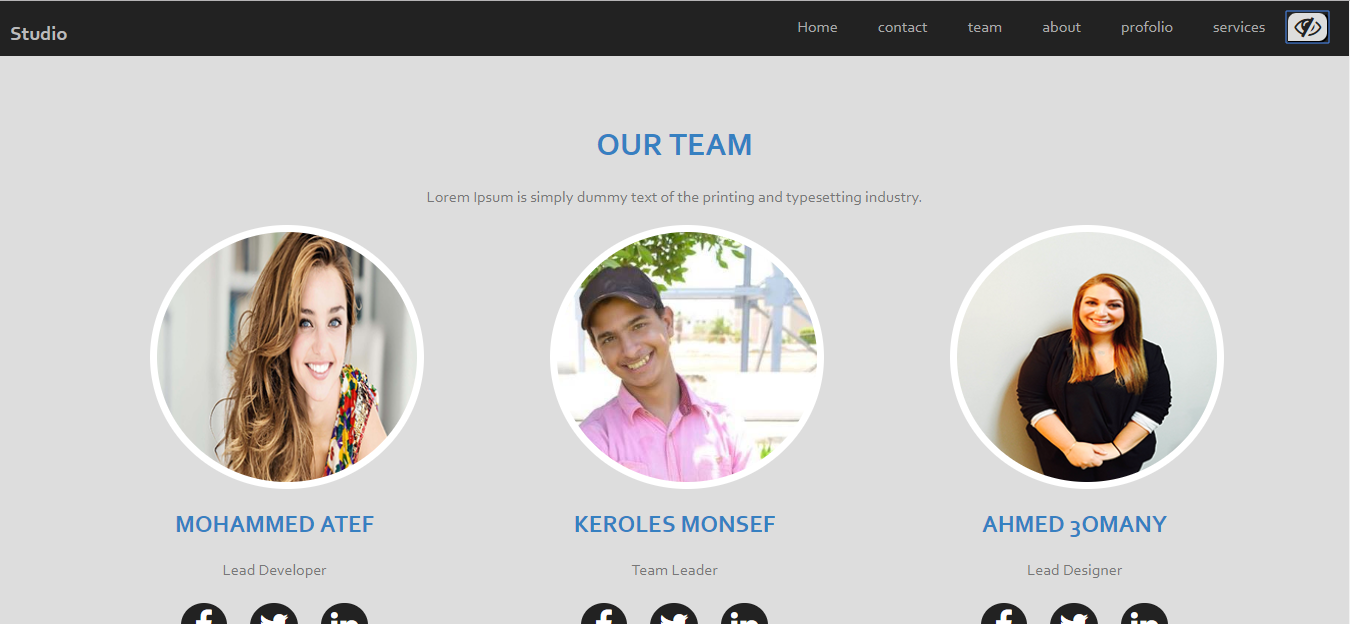 Studio
Home contact team about profolio services
OUR TEAM
Lorem Ipsum is simply dummy text of the printing and typesetting industry.
MOHAMMED ATEF KEROLES MONSEF AHMED 3OMANY
Lead Developer Team Leader Lead Designer